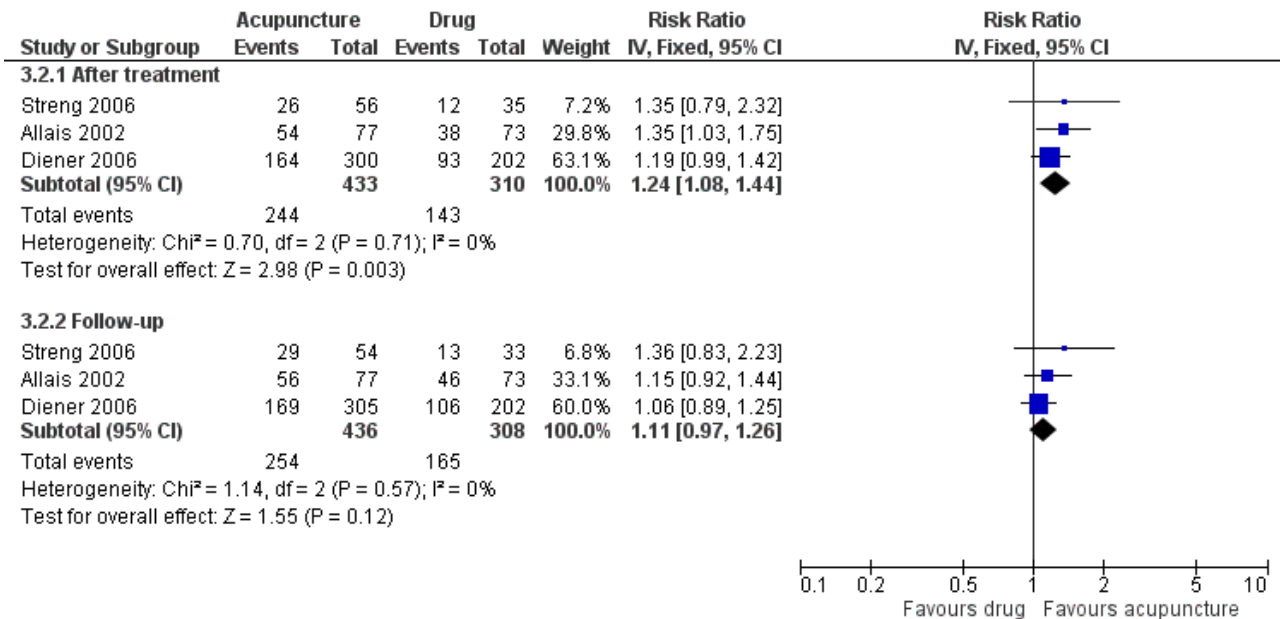 Acupuncture Drug Risk Ratio Risk Ratio
Study or Subgroup Events Total Events Total Weight IV, Fixed, 95% CI IV, Fixed, 95% CI
3.2.1 After treatment
Streng 2006 26 56 12 35 7.2% 1.35 [0.79, 2.32]
Allais 2002 54 77 38 73 29.8% 1.35 [1.03, 1.75]
Diener 2006 164 300 93 202 63.1% 1.19 [0.99, 1.42]
Subtotal (95% CI) 433 310 100.0% 1.24 [1.08, 1.44]
Total events 244 143
Heterogeneity: Chi² = 0.70, df = 2 (P = 0.71); I² = 0%
Test for overall effect: Z = 2.98 (P = 0.003)
3.2.2 Follow-up
Streng 2006 29 54 13 33 6.8% 1.36 [0.83, 2.23]
Allais 2002 56 77 46 73 33.1% 1.15 [0.92, 1.44]
Diener 2006 169 305 106 202 60.0% 1.06 [0.89, 1.25]
Subtotal (95% CI) 436 308 100.0% 1.11 [0.97, 1.26]
Total events 254 165
Heterogeneity: Chi² = 1.14, df = 2 (P = 0.57); I² = 0%
Test for overall effect: Z = 1.55 (P = 0.12)
0.1 0.2 0.5 1 2 5 10
Favours drug Favours acupuncture